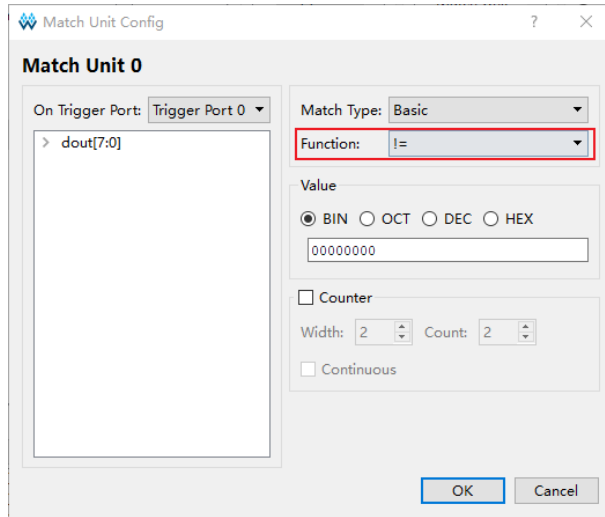 Match Unit Config
?
Match Unit 0
On Trigger Port: Trigger Port 0
dout[7:0]
Match Type: Basic
Function: !=
Value
BIN OCT DEC HEX
00000000
Counter
Width: 2 Count: 2
Continuous
OK Cancel